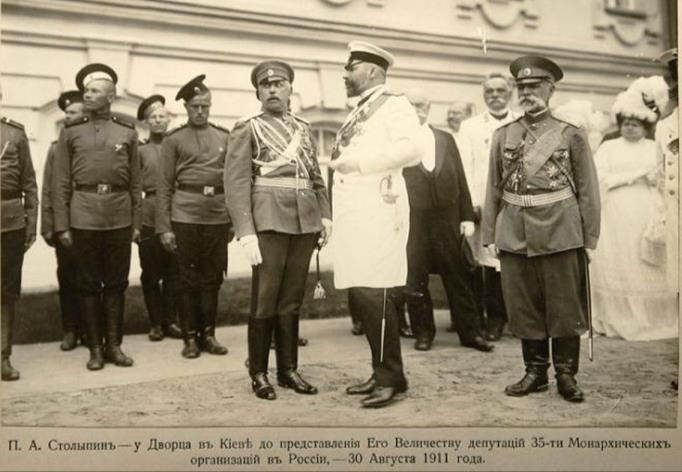 П. А. Столыпинъ — у Дворца въ Кіевѣ до представленія Его Величеству депутацій 35-ти Монархическихъ
организацій въ Россіи, — 30 Августа 1911 года.